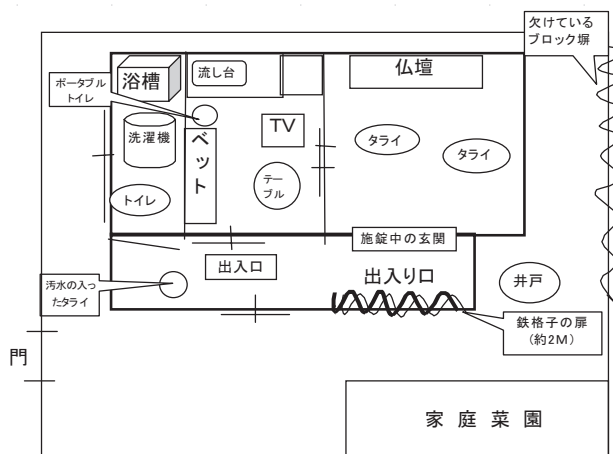 欠けている
ブロック塀
浴槽
流し台
仏壇
ポータブル
トイレ
洗濯機
ベット
TV
タライ
タライ
テー
ブル
トイレ
施錠中の玄関
出入口
出入り口
井戸
汚水の入っ
たタライ
鉄格子の扉
(約2M)
門
家庭菜園